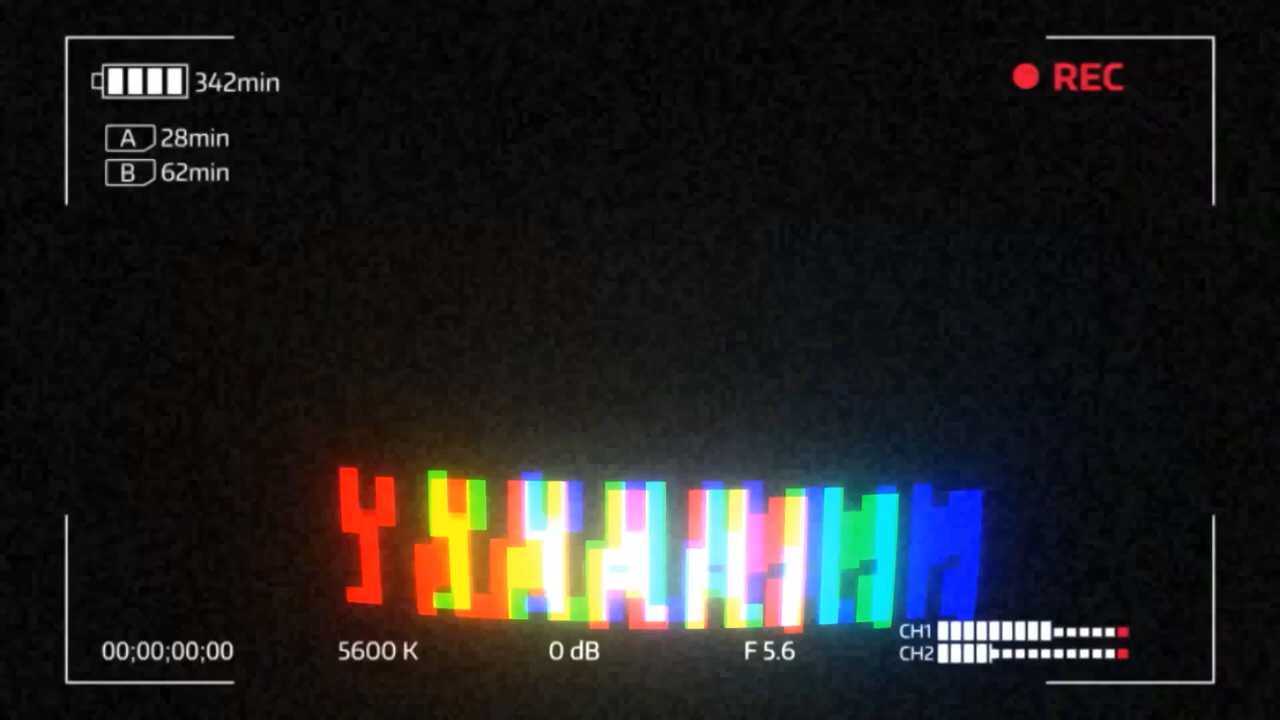 342min
REC
A 28min
B 62min
00;00;00;00
5600 K
0 dB
F 5.6
CH1
CH2